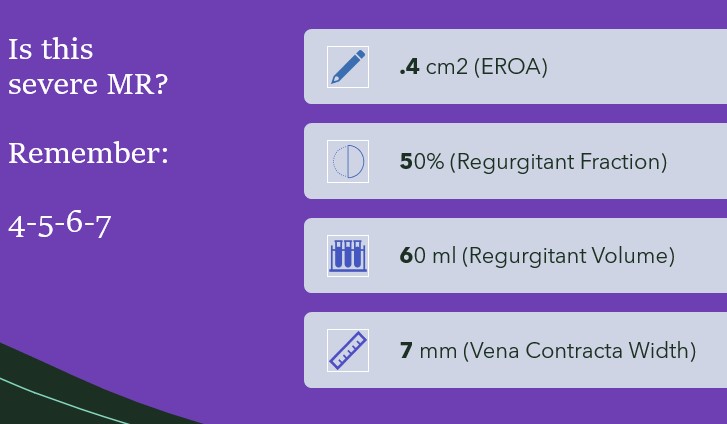 Is this
severe MR?
Remember:
4-5-6-7
.4 cm2 (EROA)
50% (Regurgitant Fraction)
60 ml (Regurgitant Volume)
7 mm (Vena Contracta Width)